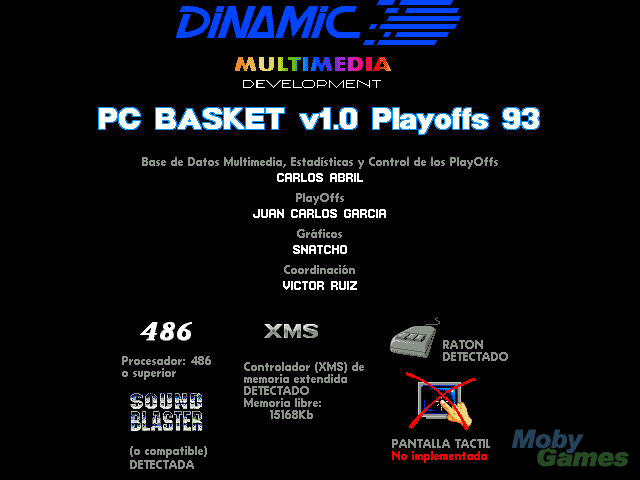 DINAMIC
MULTIMEDIA
DEVELOPMENT
PC BASKET v1.0 Playoffs 93
Base de Datos Multimedia, Estadísticas y Control de los PlayOffs
CARLOS ABRIL
PlayOffs
JUAN CARLOS GARCIA
Gráficos
SNATCHO
Coordinación
VICTOR RUIZ
486
Procesador: 486
o superior
SOUND
BLASTER
(o compatible)
DETECTADA
XMS
Controlador (XMS) de
memoria extendida
DETECTADO
Memoria libre:
15168Kb
RATON
DETECTADO
PANTALLA TACTIL
No implementada
Moby
Games